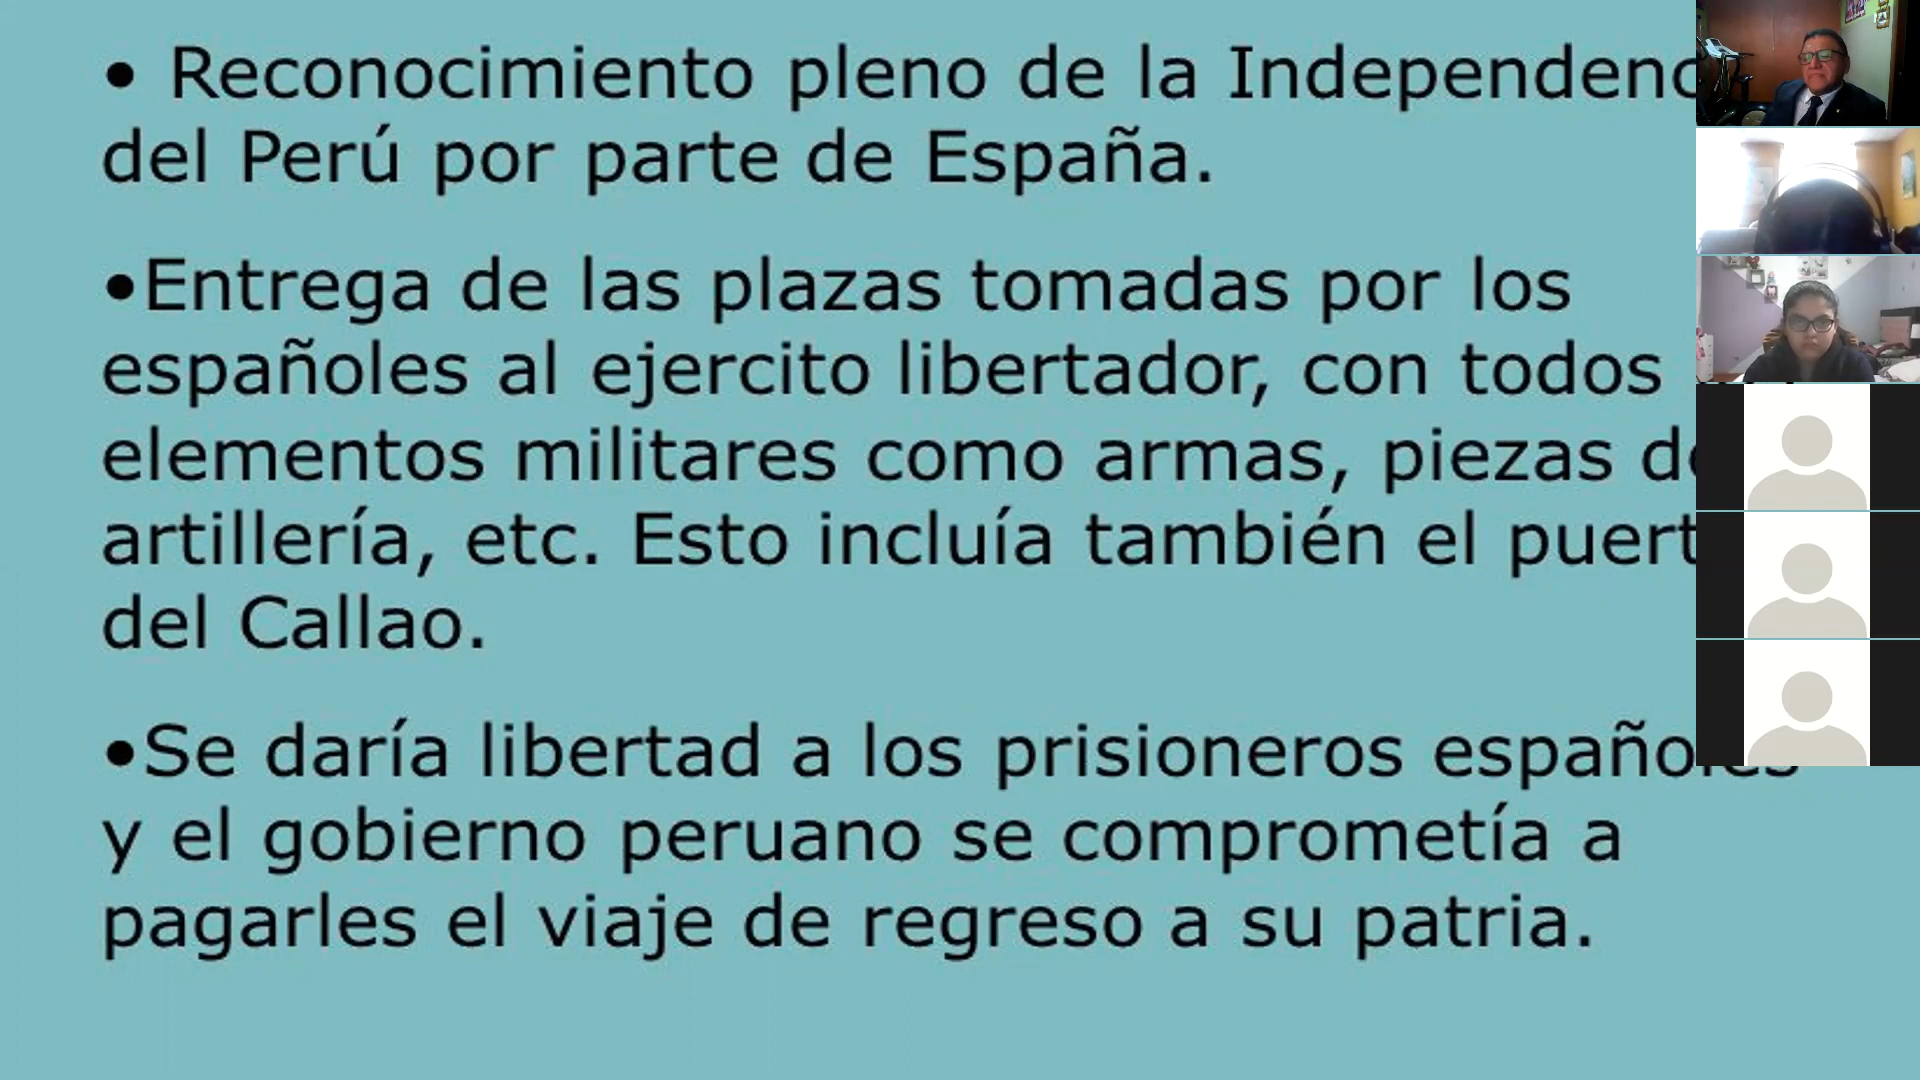 • Reconocimiento pleno de la Independenc
del Perú por parte de España.
•Entrega de las plazas tomadas por los
españoles al ejercito libertador, con todos
elementos militares como armas, piezas de
artillería, etc. Esto incluía también el puert
del Callao.
•Se daría libertad a los prisioneros españoles
y el gobierno peruano se comprometía a
pagarles el viaje de regreso a su patria.